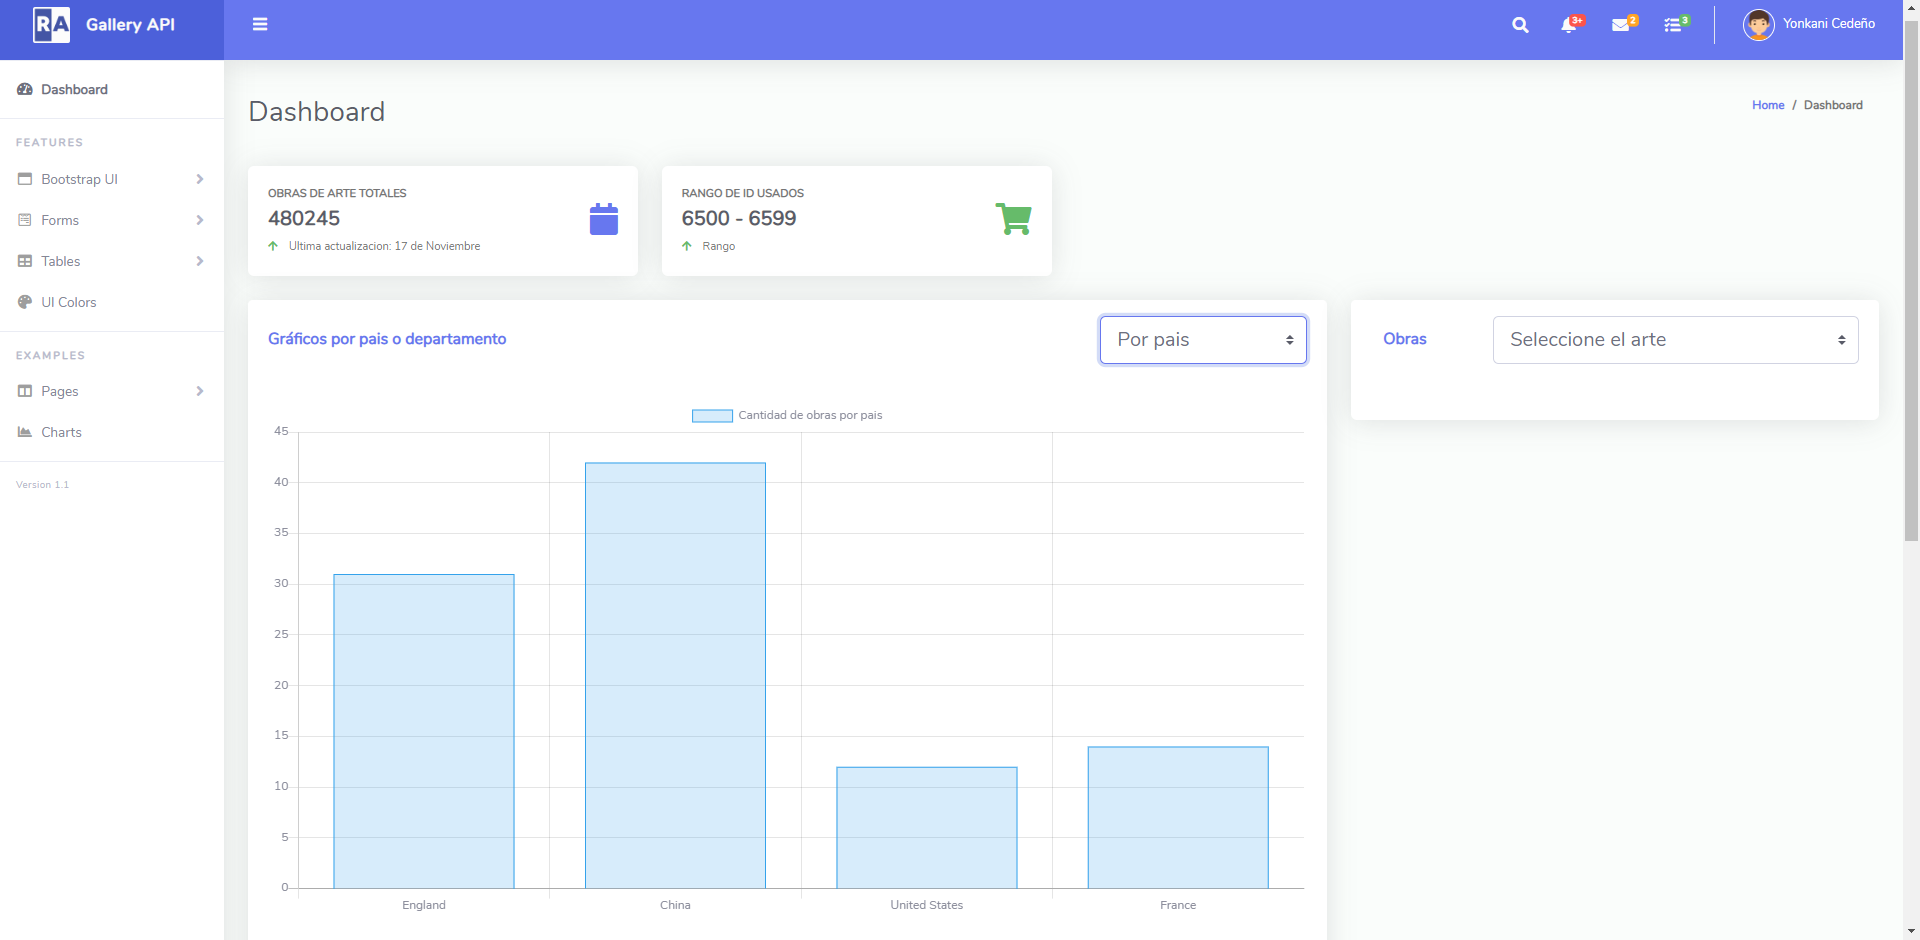 RA Gallery API
3+
2
3
Yonkani Cedeño
Dashboard
FEATURES
Bootstrap UI
Forms
Tables
UI Colors
EXAMPLES
Pages
Charts
Version 1.1
Dashboard
Home / Dashboard
OBRAS DE ARTE TOTALES
480245
Ultima actualizacion: 17 de Noviembre
RANGO DE ID USADOS
6500 - 6599
Rango
Gráficos por pais o departamento
Por pais
Cantidad de obras por pais
45
40
35
30
25
20
15
10
5
0
England
China
United States
France
Obras
Seleccione el arte